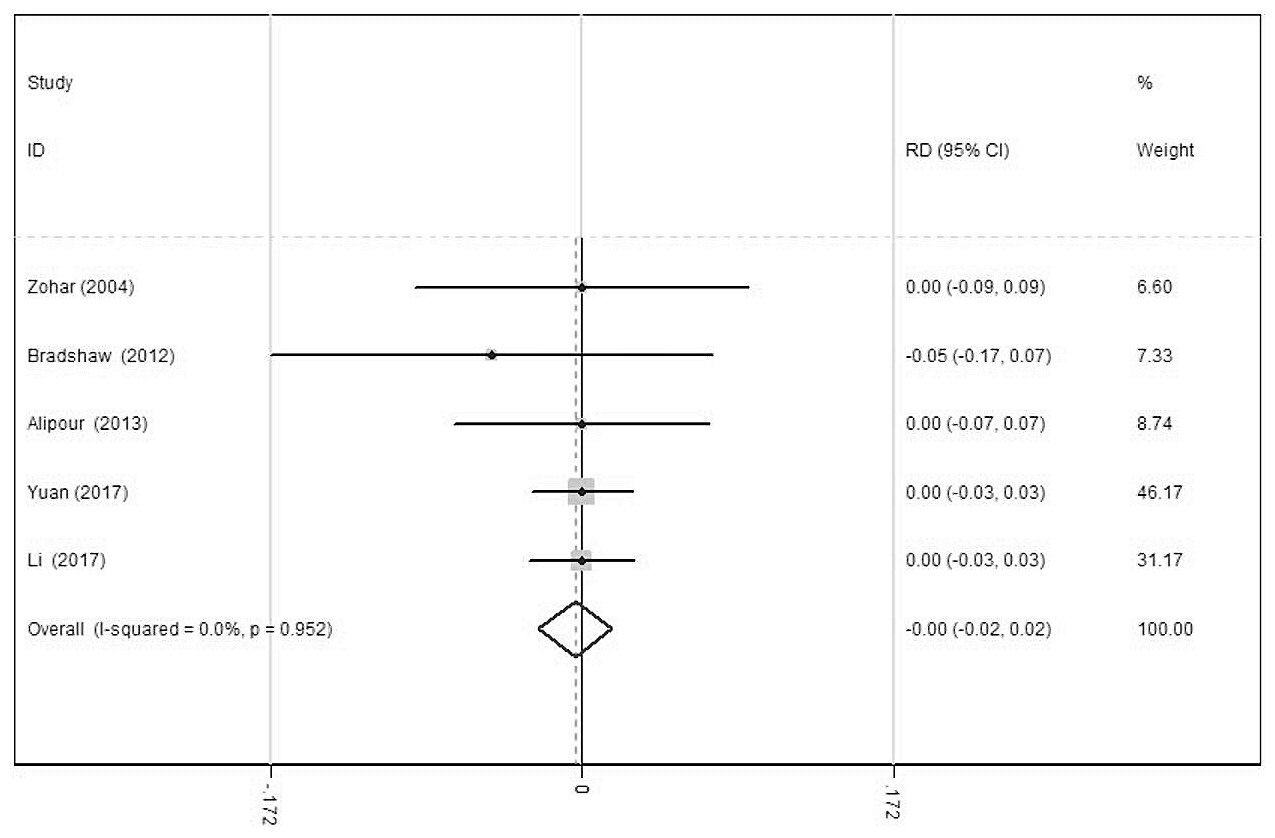 Study %
ID RD (95% CI) Weight
Zohar (2004) 0.00 (-0.09, 0.09) 6.60
Bradshaw (2012) -0.05 (-0.17, 0.07) 7.33
Alipour (2013) 0.00 (-0.07, 0.07) 8.74
Yuan (2017) 0.00 (-0.03, 0.03) 46.17
Li (2017) 0.00 (-0.03, 0.03) 31.17
Overall (I-squared = 0.0%, p = 0.952) -0.00 (-0.02, 0.02) 100.00
-.172 0 .172